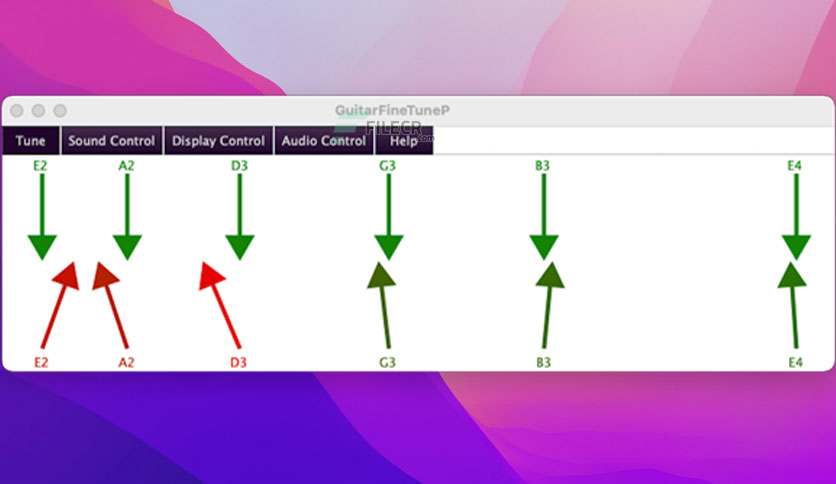 GuitarFineTuneP
FILECR
.com
Tune Sound Control Display Control Audio Control Help
E2 A2 D3 G3 B3 E4
E2 A2 D3 G3 B3 E4